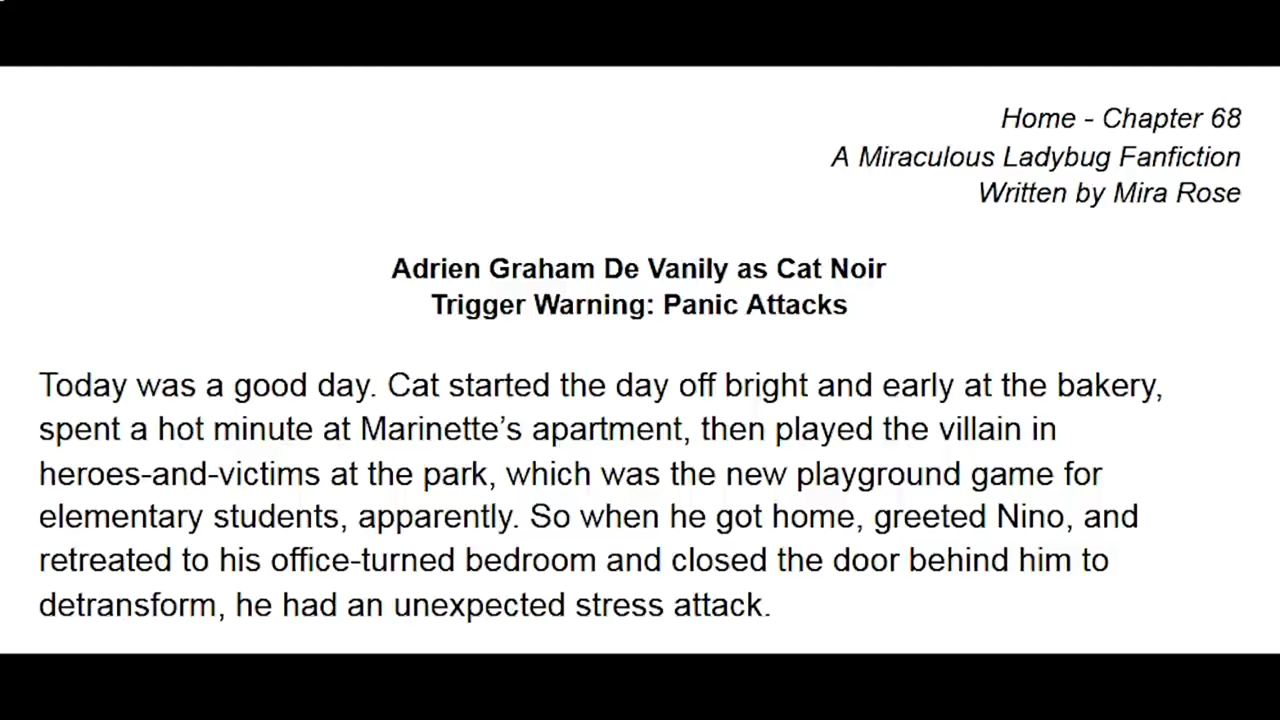 Home - Chapter 68
A Miraculous Ladybug Fanfiction
Written by Mira Rose
Adrien Graham De Vanily as Cat Noir
Trigger Warning: Panic Attacks
Today was a good day. Cat started the day off bright and early at the bakery,
spent a hot minute at Marinette’s apartment, then played the villain in
heroes-and-victims at the park, which was the new playground game for
elementary students, apparently. So when he got home, greeted Nino, and
retreated to his office-turned bedroom and closed the door behind him to
detransform, he had an unexpected stress attack.